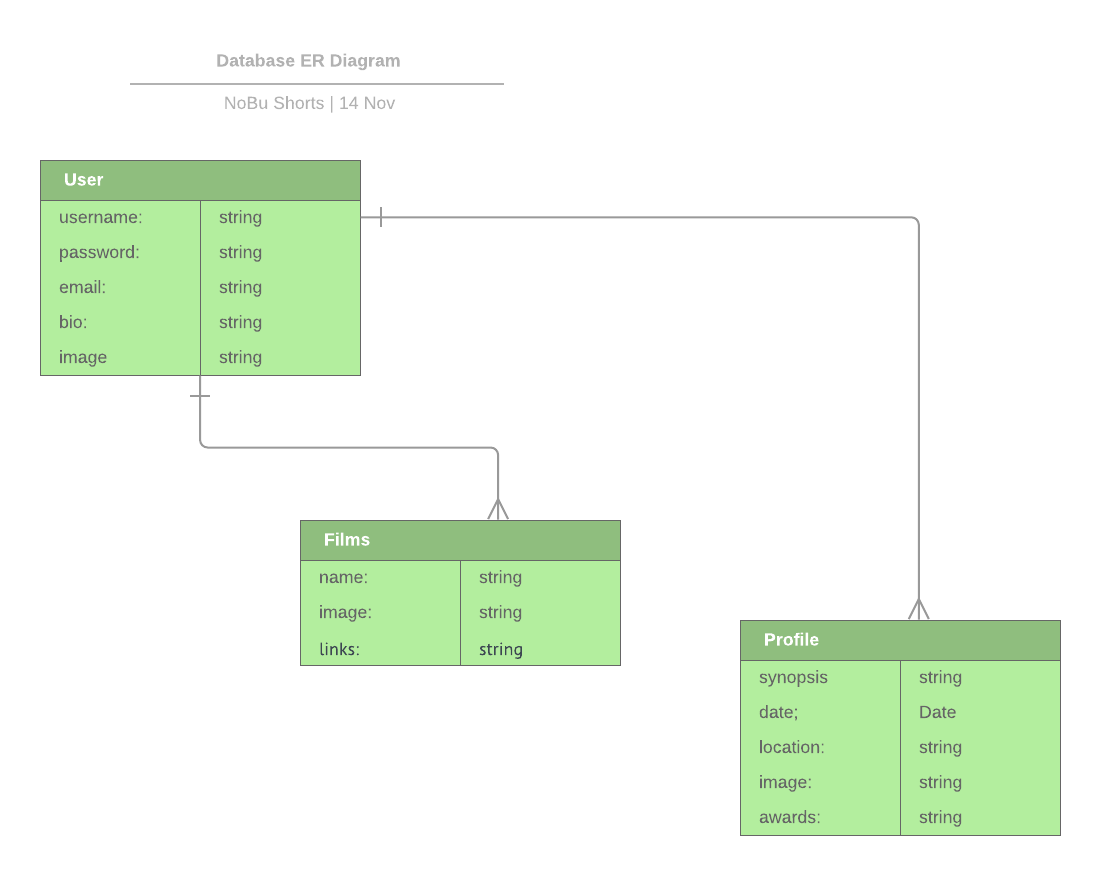 Database ER Diagram
NoBu Shorts | 14 Nov
User
username: string
password: string
email: string
bio: string
image string
Films
name: string
image: string
links: string
Profile
synopsis string
date; Date
location: string
image: string
awards: string